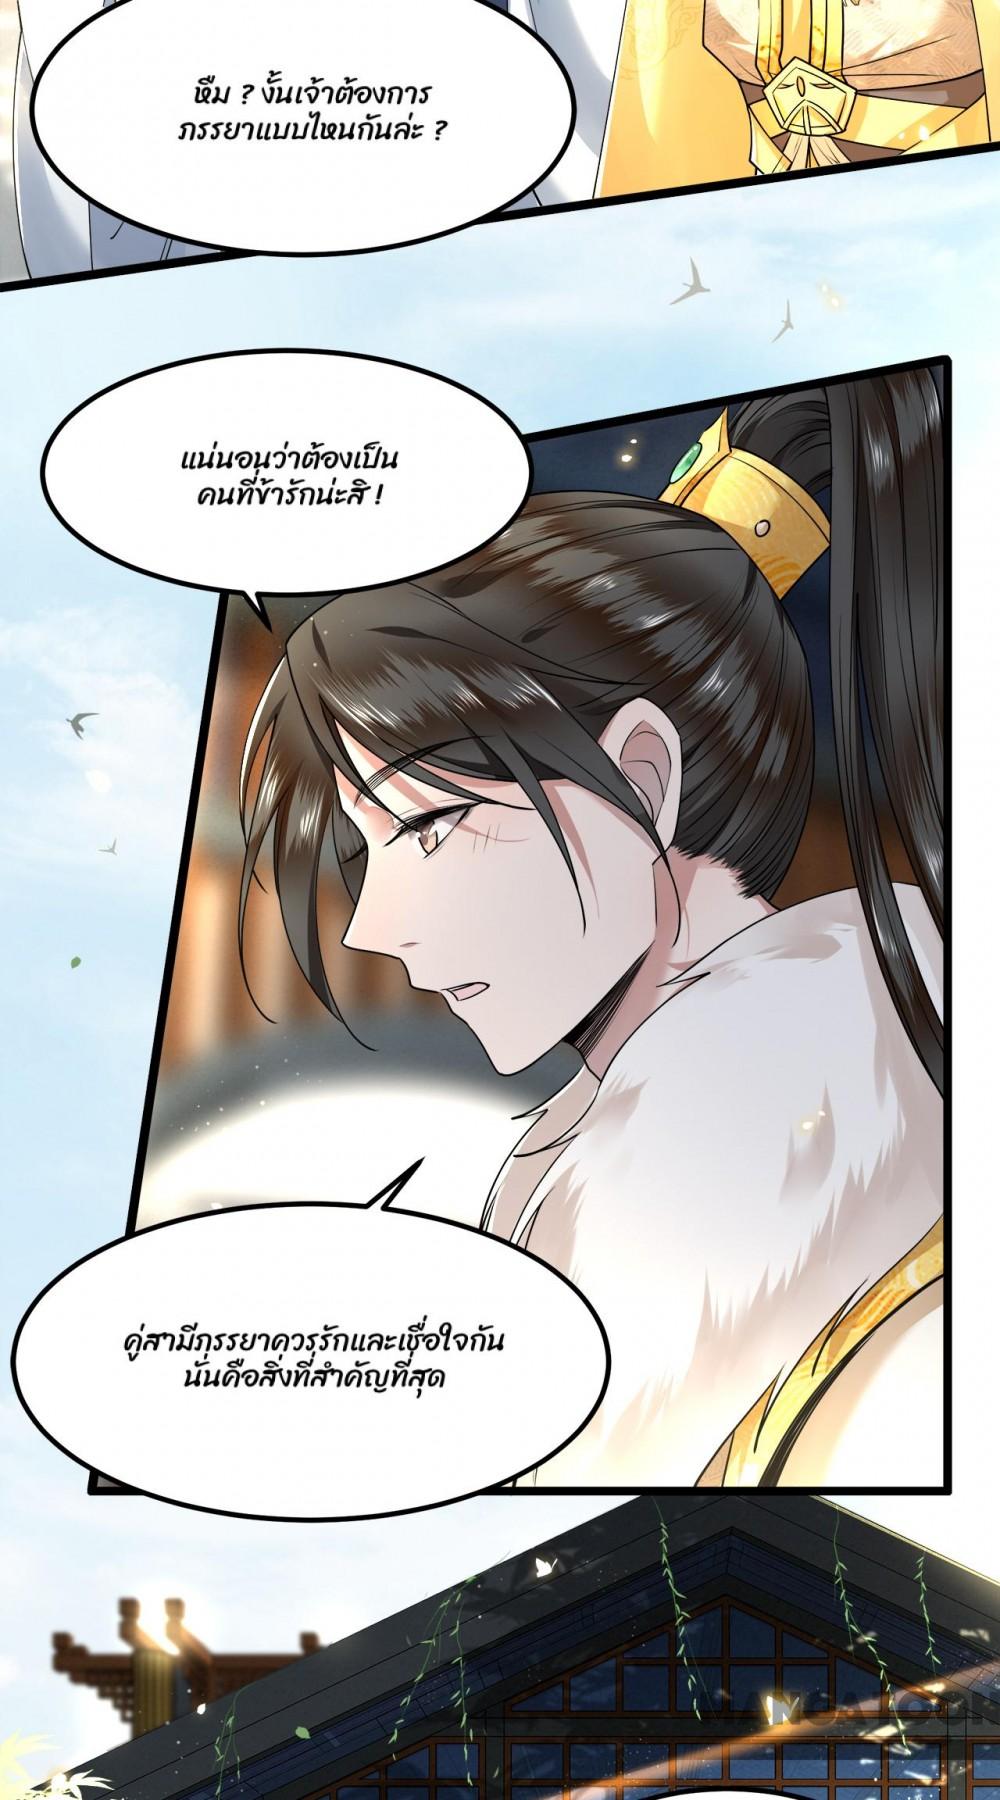 หืม ? งั้นเจ้าต้องการ
ภรรยาแบบไหนกันล่ะ ?
แน่นอนว่าต้องเป็น
คนที่ข้ารักน่ะสิ !
คู่สามีภรรยาควรรักและเชื่อใจกัน
นั่นคือสิ่งที่สำคัญที่สุด
MANGATOON